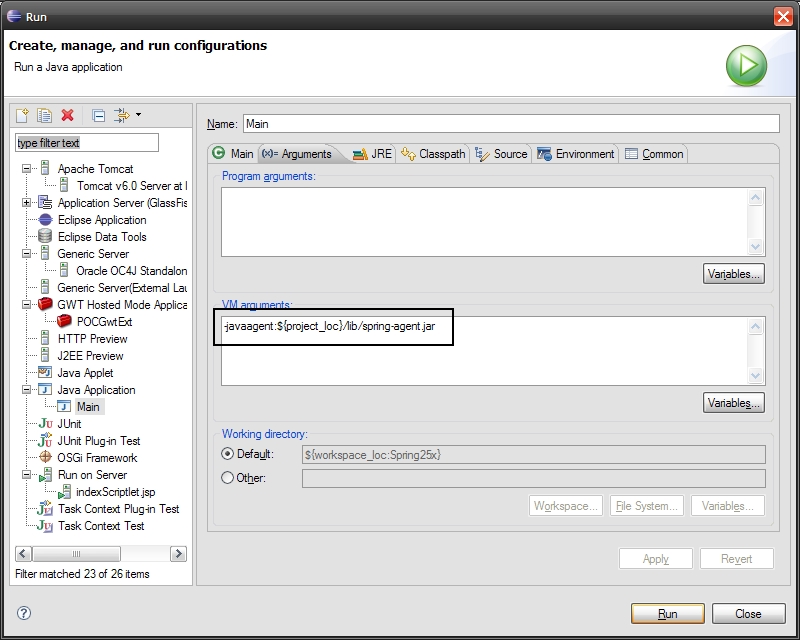 Run
Create, manage, and run configurations
Run a Java application
type filter text
Apache Tomcat
Tomcat v6.0 Server at l
Application Server (GlassFis
Eclipse Application
Eclipse Data Tools
Generic Server
Oracle OC4J Standalon
Generic Server(External Lau
GWT Hosted Mode Applica
POCGwtExt
HTTP Preview
J2EE Preview
Java Applet
Java Application
Main
JUnit
JUnit Plug-in Test
OSGi Framework
Run on Server
indexScriptlet.jsp
Task Context Plug-in Test
Task Context Test
Filter matched 23 of 26 items
Name: Main
Main (x)= Arguments JRE Classpath Source Environment Common
Program arguments:
Variables...
VM arguments:
-javaagent:${project_loc}/lib/spring-agent.jar
Variables...
Working directory:
Default: ${workspace_loc:Spring25x}
Other:
Workspace... File System... Variables...
Apply Revert
Run Close